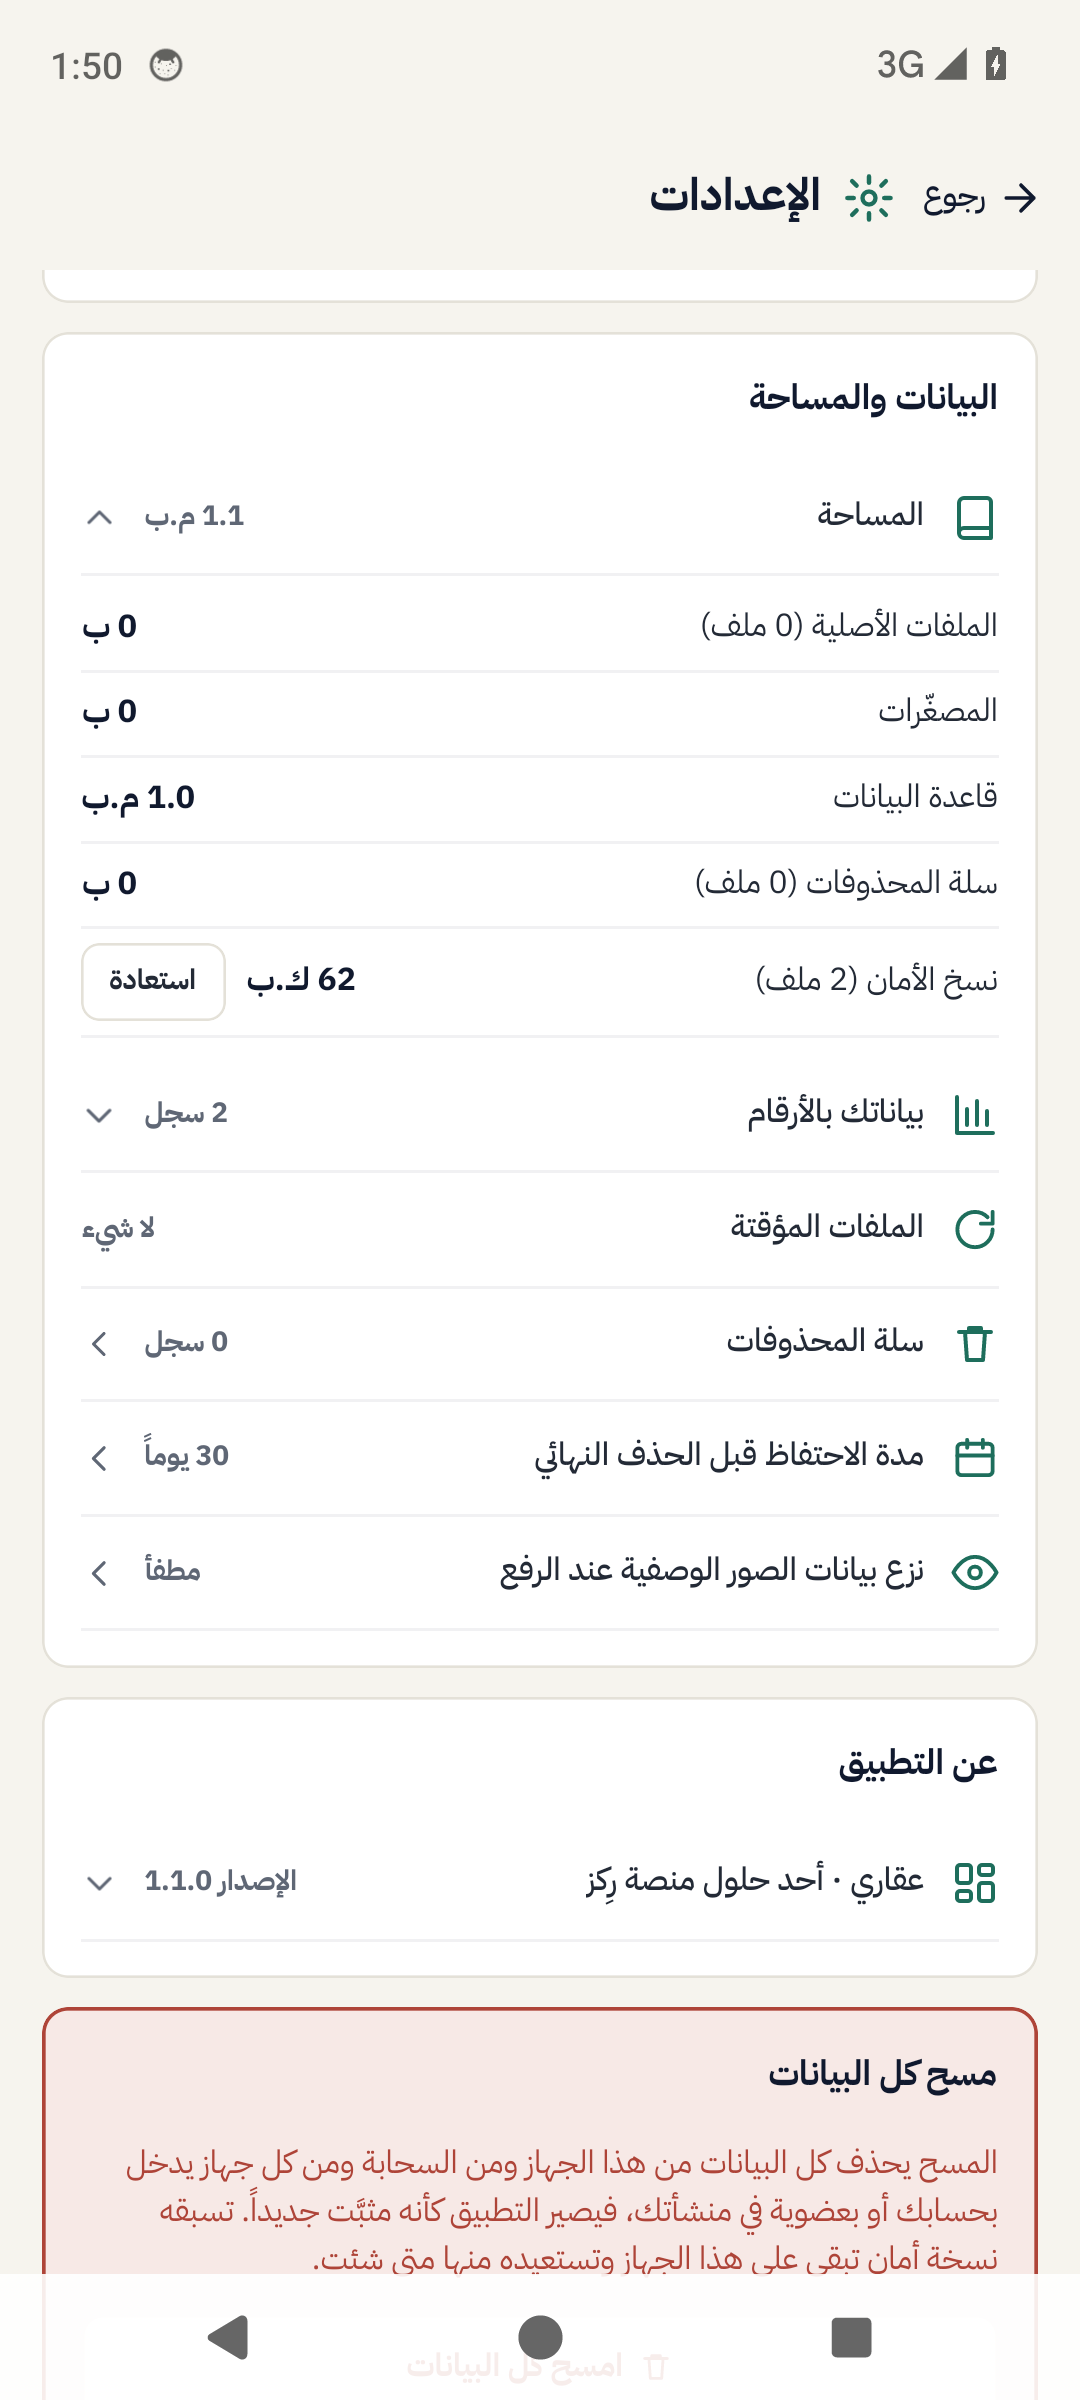 1:50
3G
رجوع
الإعدادات
البيانات والمساحة
المساحة
1.1 م.ب
الملفات الأصلية (0 ملف)
0 ب
المصغّرات
0 ب
قاعدة البيانات
1.0 م.ب
سلة المحذوفات (0 ملف)
0 ب
نسخ الأمان (2 ملف)
62 ك.ب
استعادة
بياناتك بالأرقام
2 سجل
الملفات المؤقتة
لا شيء
سلة المحذوفات
0 سجل
مدة الاحتفاظ قبل الحذف النهائي
30 يوماً
نزع بيانات الصور الوصفية عند الرفع
مطفأ
عن التطبيق
عقاري · أحد حلول منصة رِكز
الإصدار 1.1.0
مسح كل البيانات
المسح يحذف كل البيانات من هذا الجهاز ومن السحابة ومن كل جهاز يدخل
بحسابك أو بعضوية في منشأتك، فيصير التطبيق كأنه مثبَّت جديداً. تسبقه
نسخة أمان تبقى على هذا الجهاز وتستعيده منها متى شئت.
امسح كل البيانات